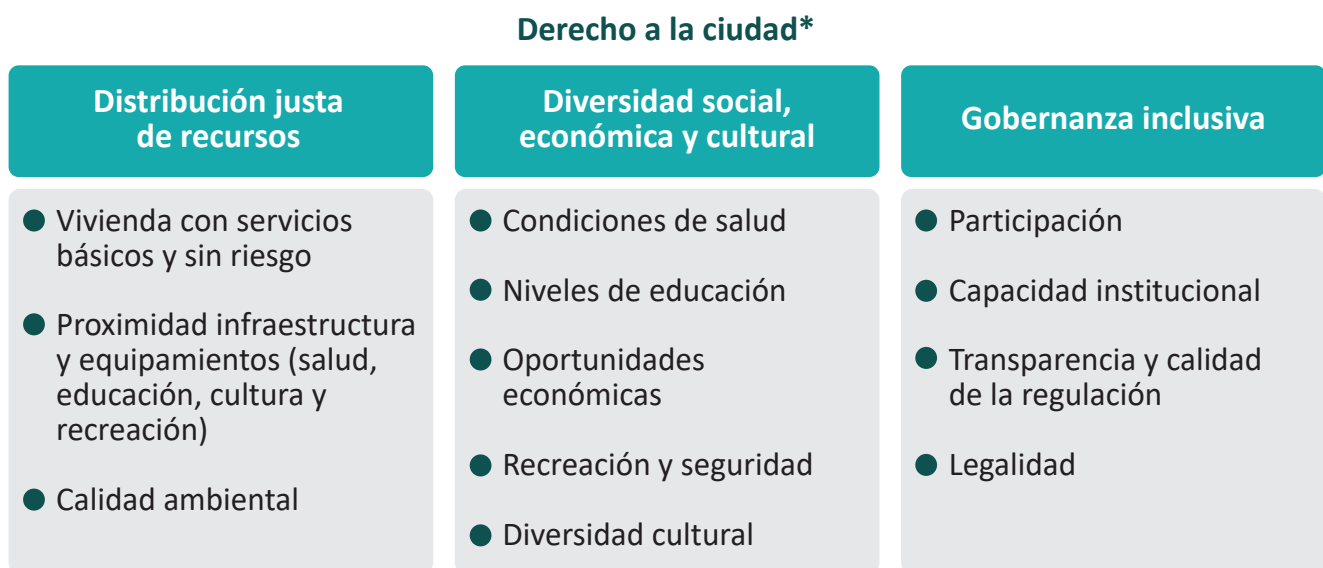 Derecho a la ciudad*
Distribución justa
de recursos
Vivienda con servicios
básicos y sin riesgo
Proximidad infraestructura
y equipamientos (salud,
educación, cultura y
recreación)
Calidad ambiental
Diversidad social,
económica y cultural
Condiciones de salud
Niveles de educación
Oportunidades
económicas
Recreación y seguridad
Diversidad cultural
Gobernanza inclusiva
Participación
Capacidad institucional
Transparencia y calidad
de la regulación
Legalidad